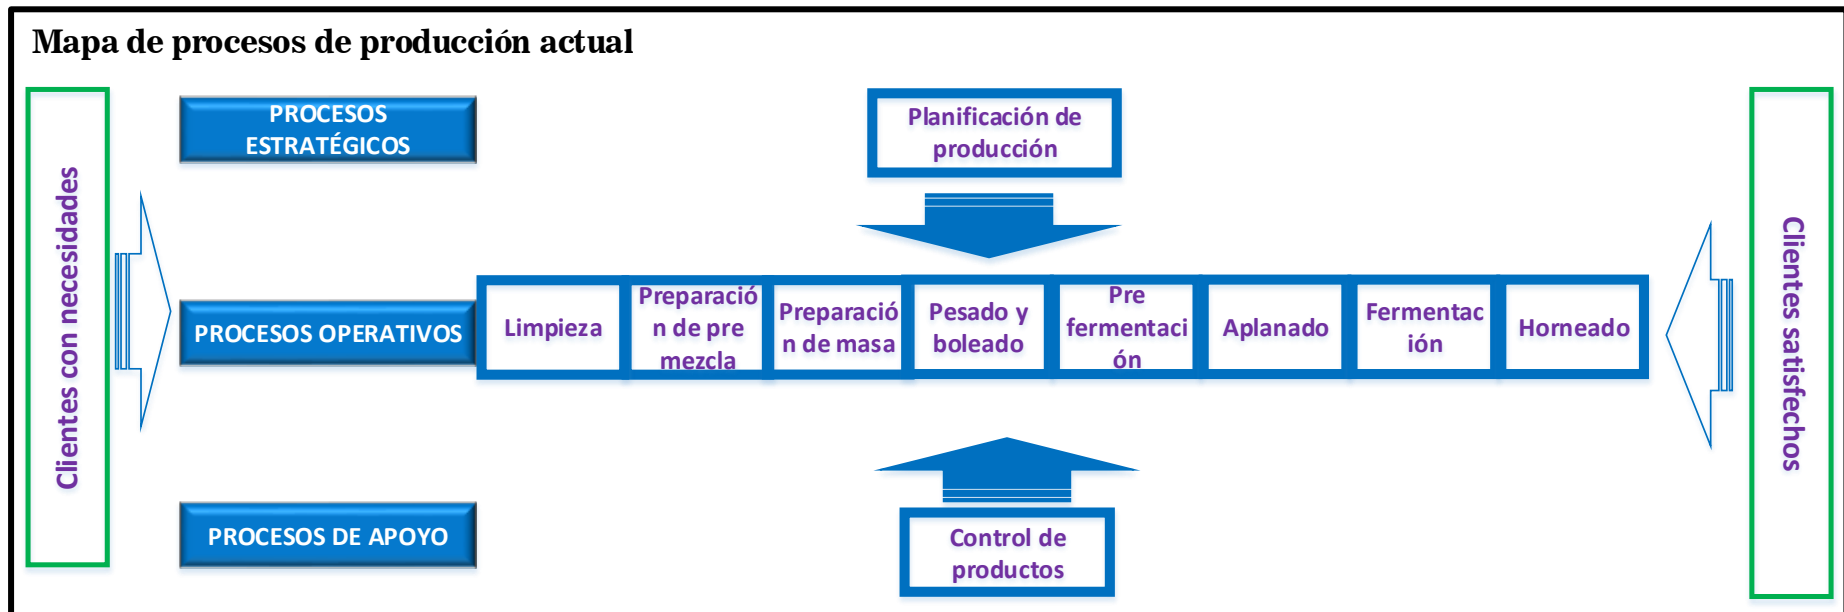 Mapa de procesos de producción actual
Clientes con necesidades
PROCESOS
ESTRATÉGICOS
Planificación de
producción
PROCESOS OPERATIVOS
Limpieza
Preparació
n de pre
mezcla
Preparació
n de masa
Pesado y
boleado
Pre
fermentaci
ón
Aplanado
Fermentac
ión
Horneado
PROCESOS DE APOYO
Control de
productos
Clientes satisfechos